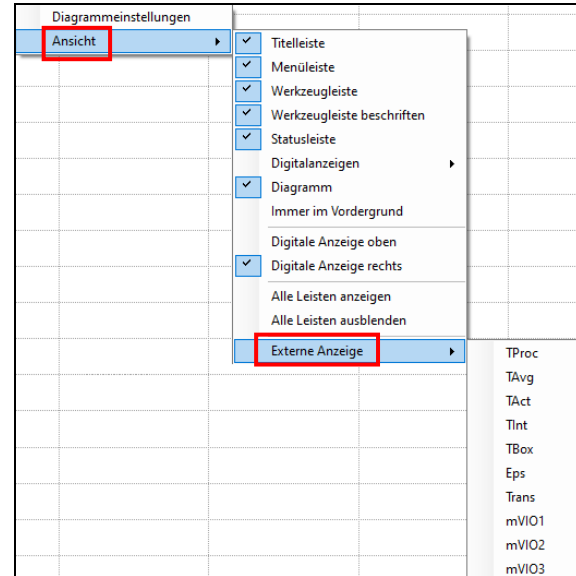 Diagrammeinstellungen
Ansicht
Titelleiste
Menüleiste
Werkzeugleiste
Werkzeugleiste beschriften
Statusleiste
Digitalanzeigen
Diagramm
Immer im Vordergrund
Digitale Anzeige oben
Digitale Anzeige rechts
Alle Leisten anzeigen
Alle Leisten ausblenden
Externe Anzeige
TProc
TAvg
TAct
TInt
TBox
Eps
Trans
mVIO1
mVIO2
mVIO3